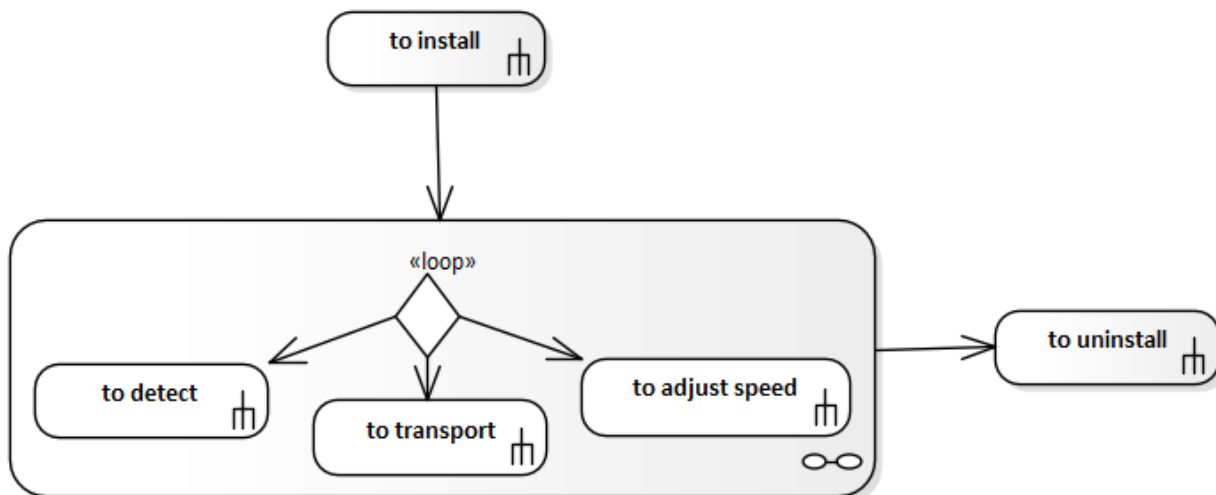 to install
«loop»
to detect
to transport
to adjust speed
to uninstall